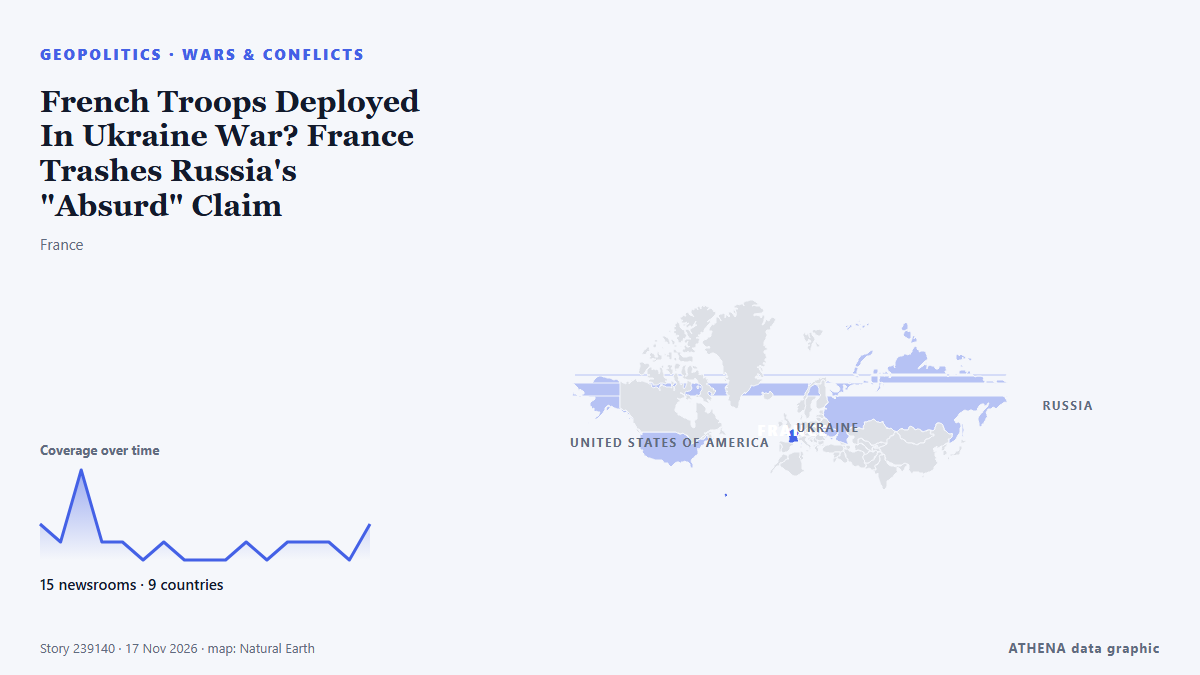 GEOPOLITICS · WARS & CONFLICTS
French Troops Deployed
In Ukraine War? France
Trashes Russia's
"Absurd" Claim
France
RUSSIA
UKRAINE
UNITED STATES OF AMERICA
Coverage over time
15 newsrooms · 9 countries
Story 239140 · 17 Nov 2026 · map: Natural Earth
ATHENA data graphic